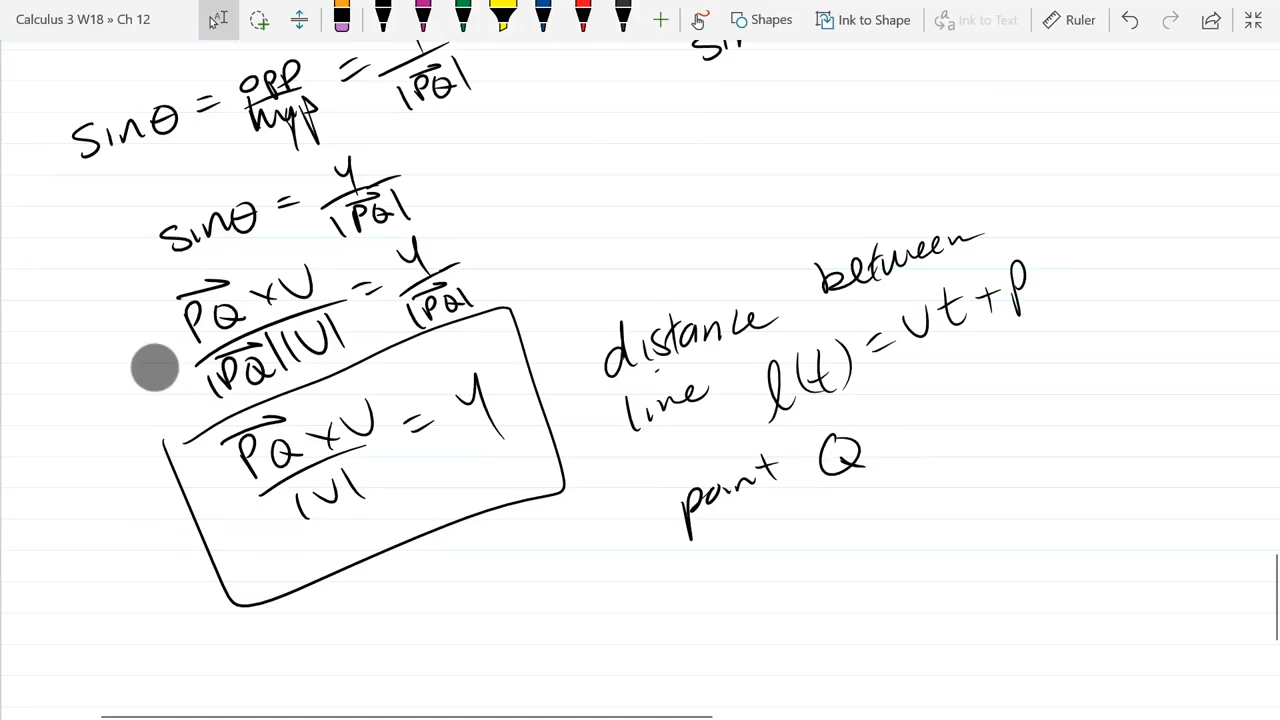 Calculus 3 W18 » Ch 12
Shapes
Ink to Shape
Ink to Text
Ruler
sinθ = opp/hyp = y/|PQ⃗|
sin
sinθ = y/|PQ⃗|
PQ⃗ × V / |PQ⃗||V| = y/|PQ⃗|
PQ⃗ × V / |V| = y
distance between
line l(t) = vt + p
point Q